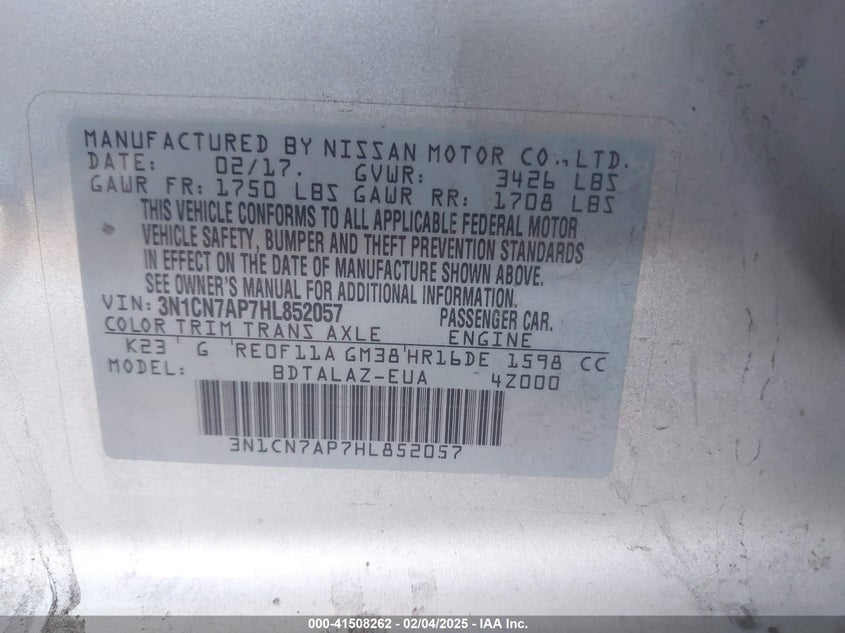 MANUFACTURED BY NISSAN MOTOR CO.,LTD.
DATE: 02/17. GVWR: 3426 LBS
GAWR FR: 1750 LBS GAWR RR: 1708 LBS
THIS VEHICLE CONFORMS TO ALL APPLICABLE FEDERAL MOTOR
VEHICLE SAFETY, BUMPER AND THEFT PREVENTION STANDARDS
IN EFFECT ON THE DATE OF MANUFACTURE SHOWN ABOVE.
SEE OWNER'S MANUAL FOR ADDITIONAL INFORMATION.
VIN: 3N1CN7AP7HL852057 PASSENGER CAR.
COLOR TRIM TRANS AXLE ENGINE
K23 G RE0F11A GM38 HR16DE 1598 CC
MODEL: BDTALAZ-EUA 4Z000
3N1CN7AP7HL852057
000-41508262 - 02/04/2025 - IAA Inc.